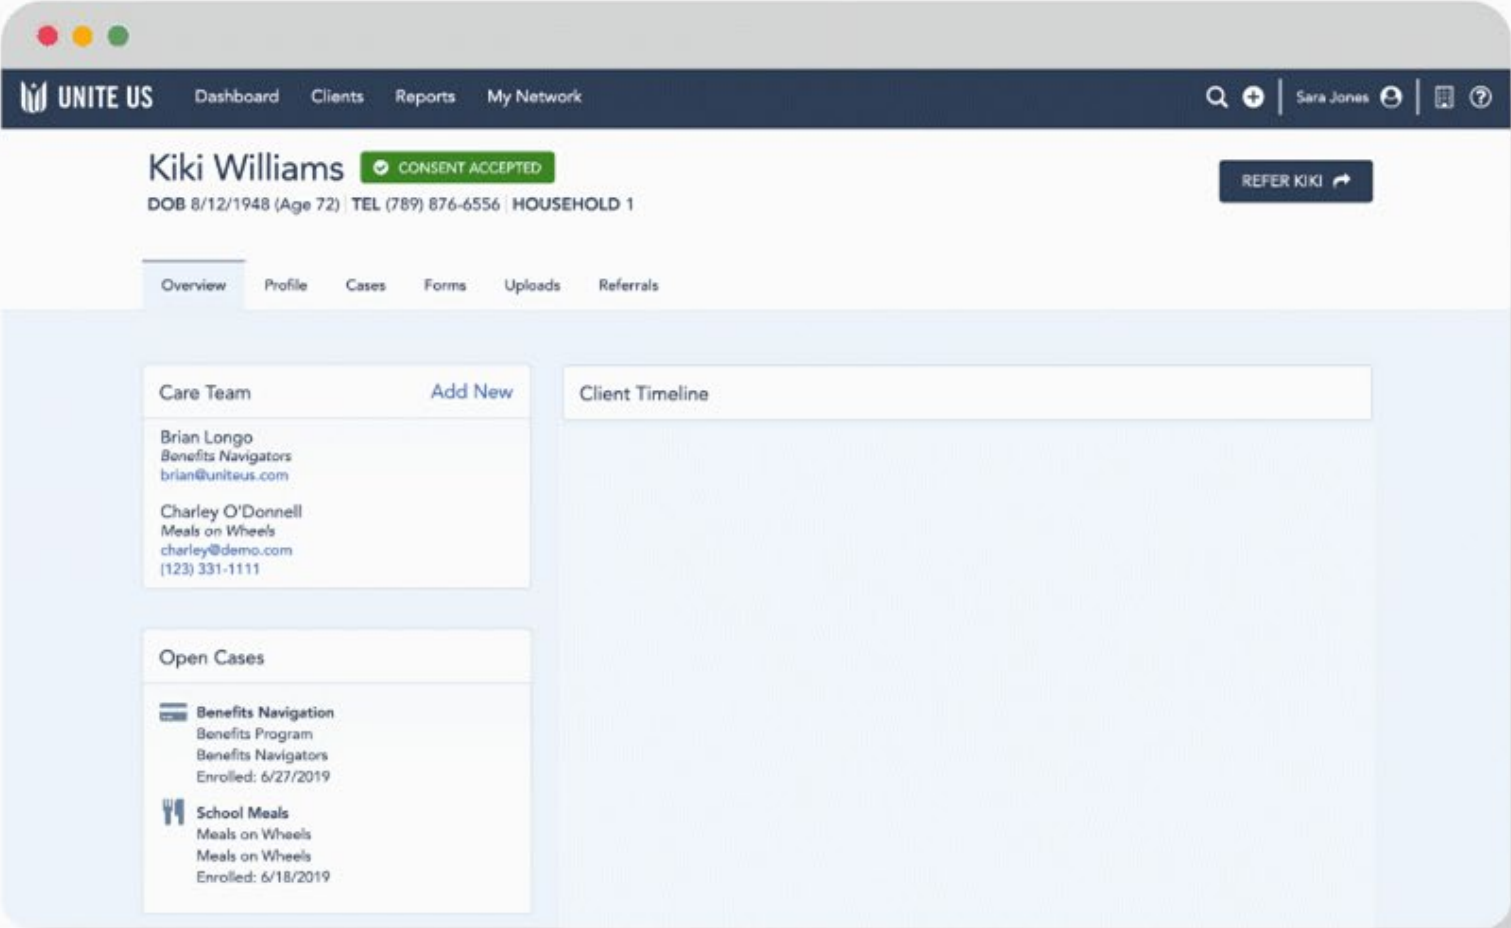 UNITE US Dashboard Clients Reports My Network Sara Jones
Kiki Williams CONSENT ACCEPTED
REFER KIKI
DOB 8/12/1948 (Age 72) TEL (789) 876-6556 HOUSEHOLD 1
Overview Profile Cases Forms Uploads Referrals
Care Team Add New
Brian Longo
Benefits Navigators
brian@uniteus.com
Charley O'Donnell
Meals on Wheels
charley@demo.com
(123) 331-1111
Open Cases
Benefits Navigation
Benefits Program
Benefits Navigators
Enrolled: 6/27/2019
School Meals
Meals on Wheels
Meals on Wheels
Enrolled: 6/18/2019
Client Timeline